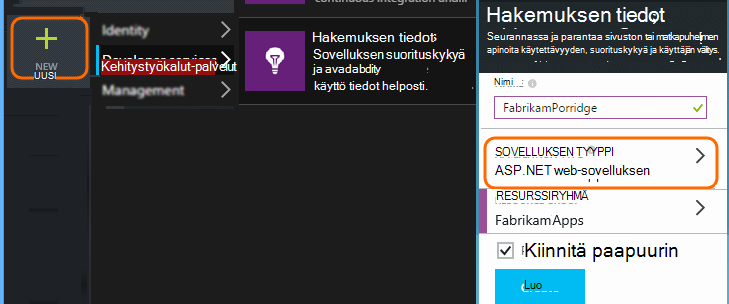 NEW
UUSI
Identity
Kehitystyökalut-palvelut
Management
continuous integration and
Hakemuksen tiedot
Sovelluksen suorituskykyä
ja avadabdity
käyttö tiedot helposti.
Hakemuksen tiedot
Seurannassa ja parantaa sivuston tai matkapuhelimen
apinoita käytettävyyden, suorituskykyä ja käyttäjän
Nimi
FabrikamPorridge
SOVELLUKSEN TYYPPI
ASP.NET web-sovelluksen
RESURSSIRYHMÄ
FabrikamApps
Kiinnitä paapuurin
Luo